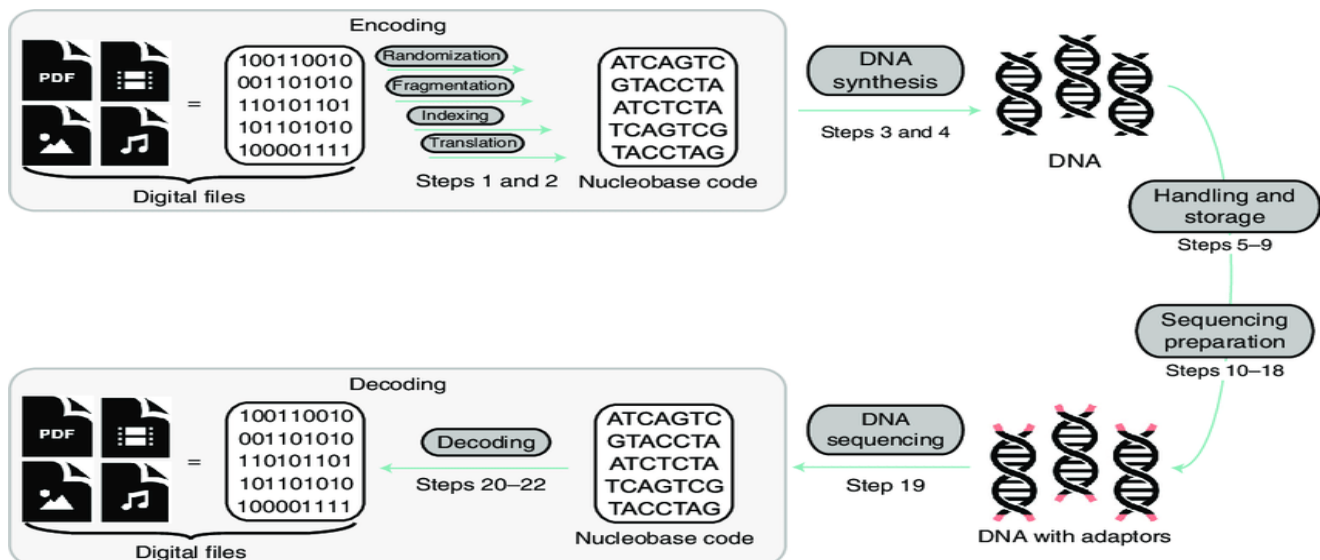 Encoding
PDF
=
100110010
001101010
110101101
101101010
100001111
Digital files
Randomization
Fragmentation
Indexing
Translation
Steps 1 and 2
ATCAGTC
GTACCTA
ATCTCTA
TCAGTCG
TACCTAG
Nucleobase code
DNA
synthesis
Steps 3 and 4
DNA
Handling and
storage
Steps 5–9
Sequencing
preparation
Steps 10–18
DNA with adaptors
DNA
sequencing
Step 19
Decoding
ATCAGTC
GTACCTA
ATCTCTA
TCAGTCG
TACCTAG
Nucleobase code
Decoding
Steps 20–22
PDF
=
100110010
001101010
110101101
101101010
100001111
Digital files